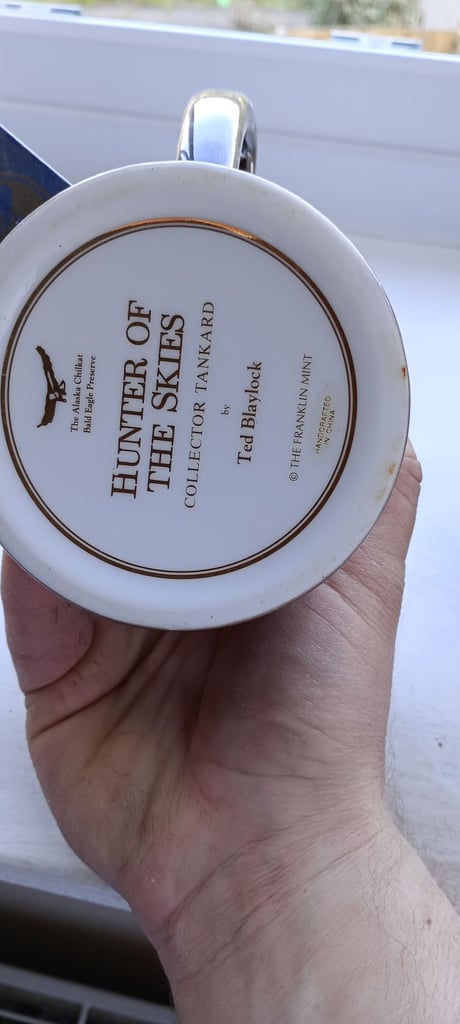 The Alaska Chilkat
Bald Eagle Preserve
HUNTER OF
THE SKIES
COLLECTOR TANKARD
by
Ted Blaylock
© THE FRANKLIN MINT
HANDCRAFTED
IN CHINA